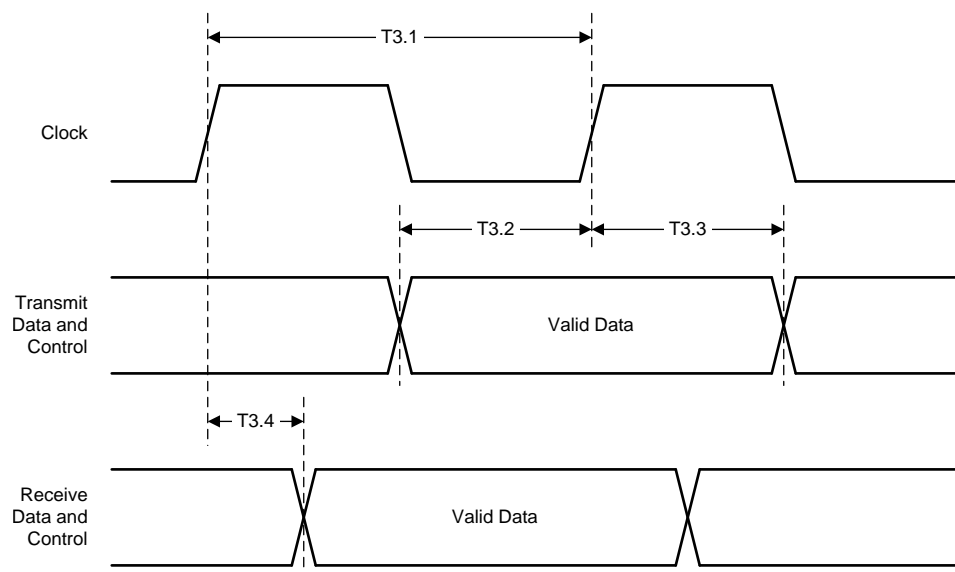 T3.1
Clock
T3.2
T3.3
Transmit
Data and
Control
Valid Data
T3.4
Receive
Data and
Control
Valid Data